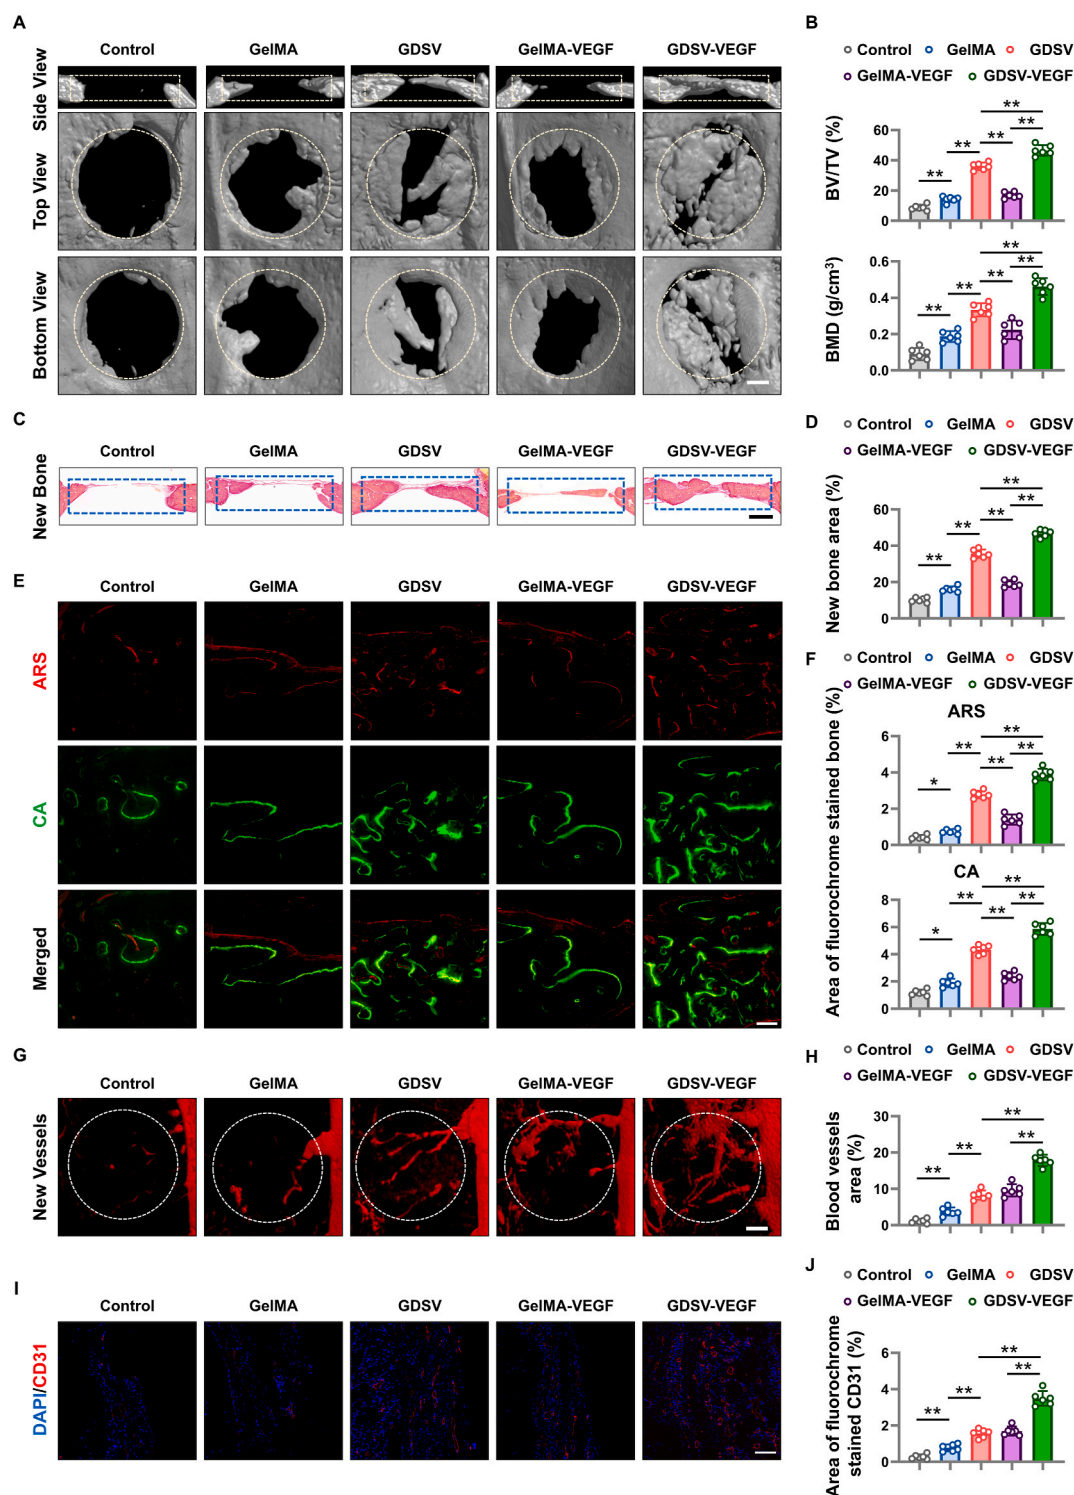 A
Control GelMA GDSV GelMA-VEGF GDSV-VEGF
Side View
Top View
Bottom View
B
Control GelMA GDSV
GelMA-VEGF GDSV-VEGF
BV/TV (%)
60
40
20
0
** ** ** ** **
BMD (g/cm³)
0.6
0.4
0.2
0.0
** ** ** ** **
C
Control GelMA GDSV GelMA-VEGF GDSV-VEGF
New Bone
D
Control GelMA GDSV
GelMA-VEGF GDSV-VEGF
New bone area (%)
60
40
20
0
** ** ** ** **
E
Control GelMA GDSV GelMA-VEGF GDSV-VEGF
ARS
CA
Merged
F
Control GelMA GDSV
GelMA-VEGF GDSV-VEGF
Area of fluorochrome stained bone (%)
ARS
6
4
2
0
* ** ** ** **
CA
8
6
4
2
0
* ** ** ** **
G
Control GelMA GDSV GelMA-VEGF GDSV-VEGF
New Vessels
H
Control GelMA GDSV
GelMA-VEGF GDSV-VEGF
Blood vessels
area (%)
30
20
10
0
** ** ** **
I
Control GelMA GDSV GelMA-VEGF GDSV-VEGF
DAPI/CD31
J
Control GelMA GDSV
GelMA-VEGF GDSV-VEGF
Area of fluorochrome
stained CD31 (%)
6
4
2
0
** ** ** **